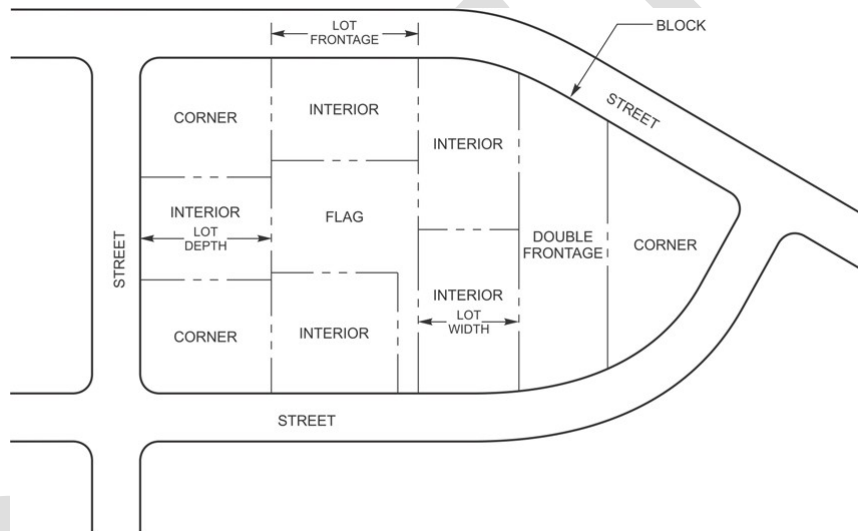 LOT
FRONTAGE
BLOCK
STREET
CORNER
INTERIOR
INTERIOR
INTERIOR
LOT
DEPTH
FLAG
STREET
DOUBLE
FRONTAGE
CORNER
INTERIOR
LOT
WIDTH
CORNER
INTERIOR
STREET